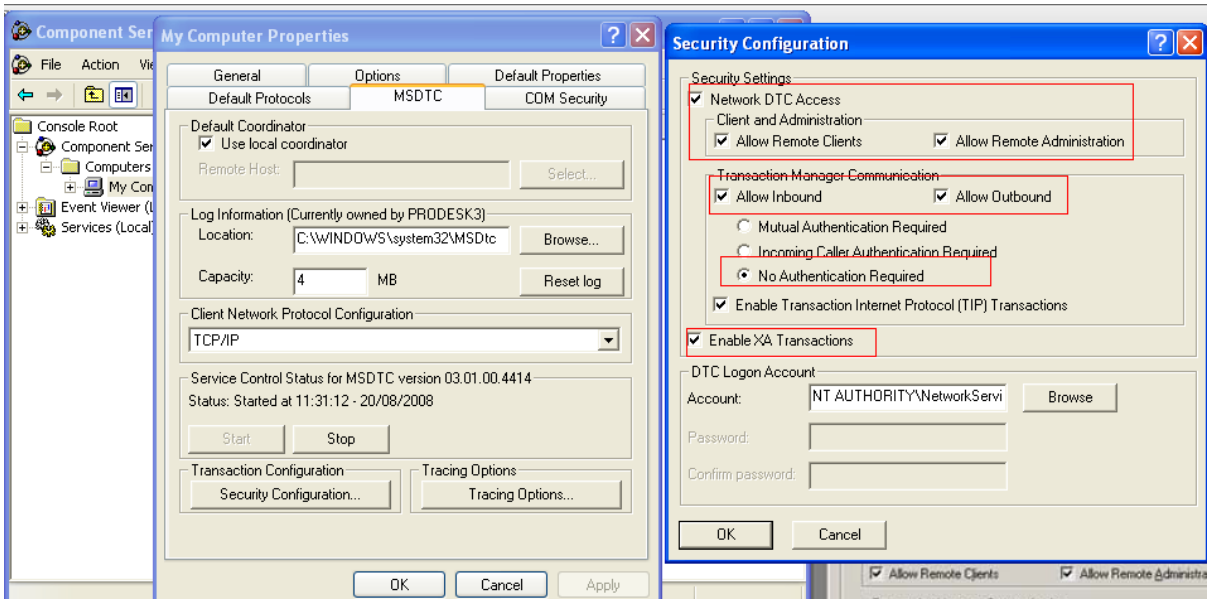 Component Ser
File Action Vie
Console Root
Component Ser
Computers
My Con
Event Viewer (L
Services (Local
My Computer Properties
General Options Default Properties
Default Protocols MSDTC COM Security
Default Coordinator
Use local coordinator
Remote Host: Select...
Log Information (Currently owned by PRODESK3)
Location: C:\WINDOWS\system32\MSDtc Browse...
Capacity: 4 MB Reset log
Client Network Protocol Configuration
TCP/IP
Service Control Status for MSDTC version 03.01.00.4414
Status: Started at 11:31:12 - 20/08/2008
Start Stop
Transaction Configuration Tracing Options
Security Configuration... Tracing Options...
OK Cancel Apply
Security Configuration
Security Settings
Network DTC Access
Client and Administration
Allow Remote Clients Allow Remote Administration
Transaction Manager Communication
Allow Inbound Allow Outbound
Mutual Authentication Required
Incoming Caller Authentication Required
No Authentication Required
Enable Transaction Internet Protocol (TIP) Transactions
Enable XA Transactions
DTC Logon Account
Account: NT AUTHORITY\NetworkServi Browse
Password:
Confirm password:
OK Cancel
Allow Remote Clients Allow Remote Administra